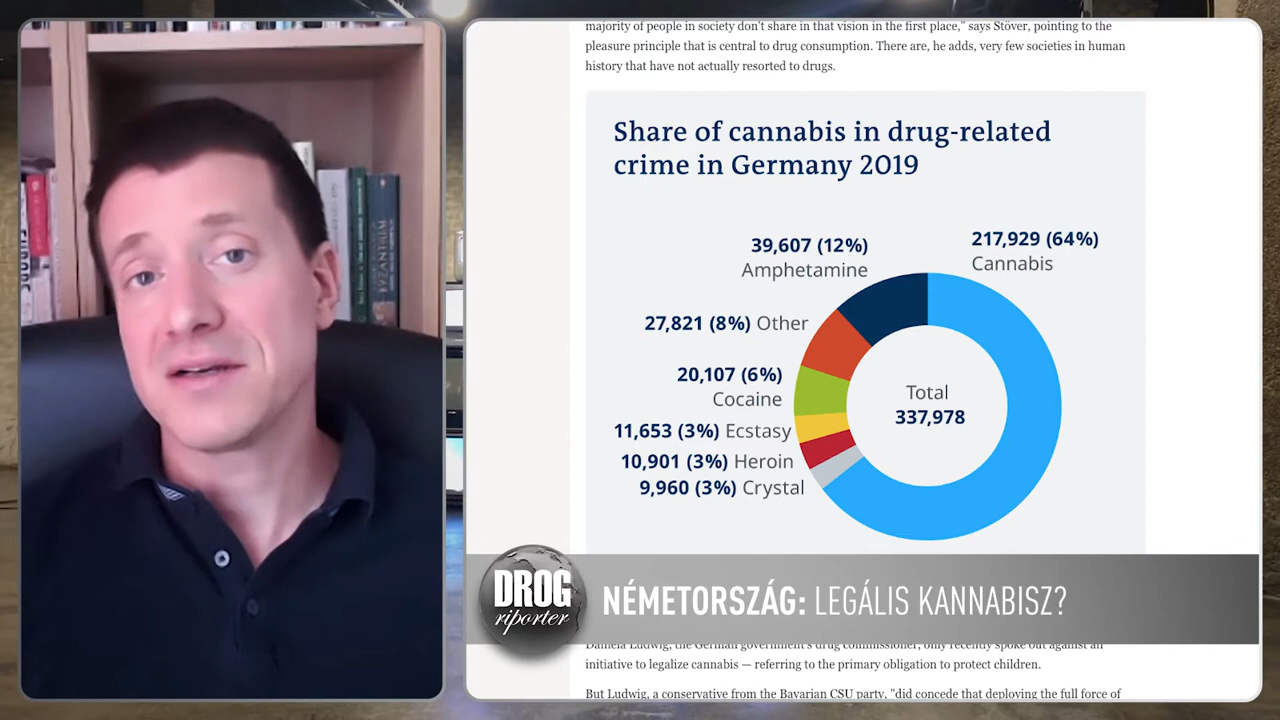 majority of people in society don't share in that vision in the first place," says Stöver, pointing to the
pleasure principle that is central to drug consumption. There are, he adds, very few societies in human
history that have not actually resorted to drugs.
Share of cannabis in drug-related
crime in Germany 2019
39,607 (12%)
Amphetamine
217,929 (64%)
Cannabis
27,821 (8%) Other
20,107 (6%)
Cocaine
11,653 (3%) Ecstasy
10,901 (3%) Heroin
9,960 (3%) Crystal
Total
337,978
DROG
riporter
NÉMETORSZÁG: LEGÁLIS KANNABISZ?
Daniela Ludwig, the German government's drug commissioner, only recently spoke out against an
initiative to legalize cannabis — referring to the primary obligation to protect children.
But Ludwig, a conservative from the Bavarian CSU party, "did concede that deploying the full force of
BYZANTIUM